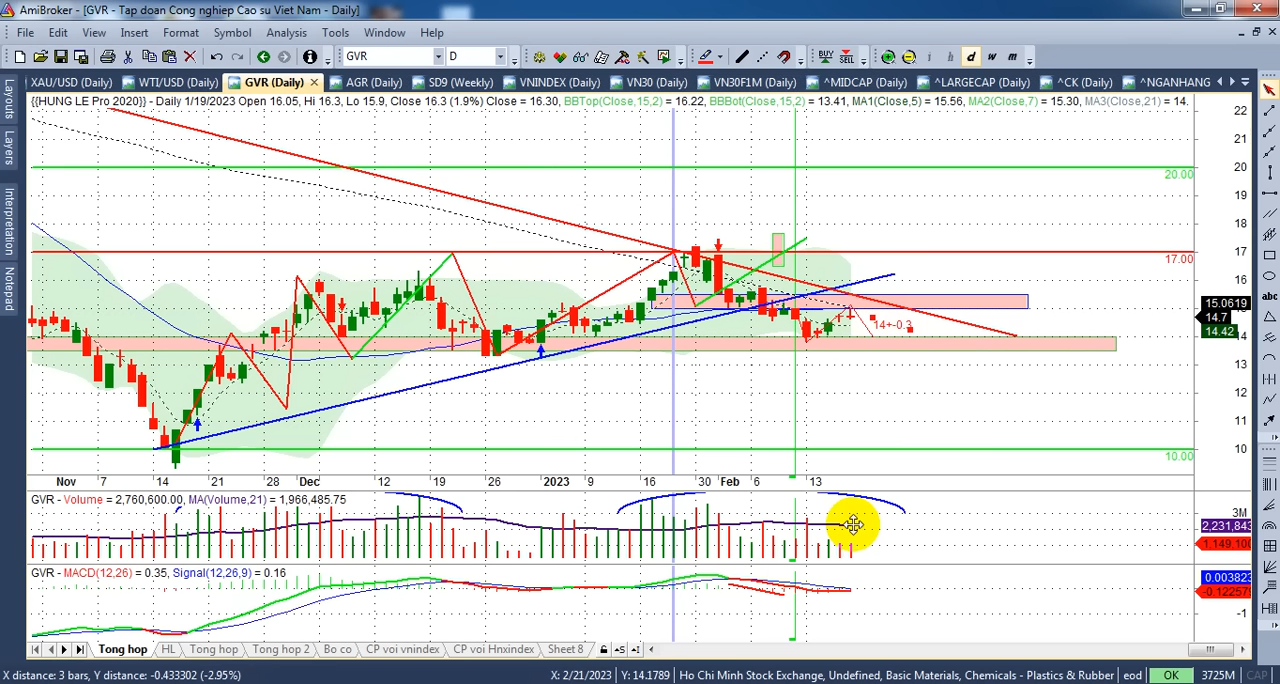 AmiBroker - [GVR - Tap doan Cong nghiep Cao su Viet Nam - Daily]
File Edit View Insert Format Symbol Analysis Tools Window Help
GVR D BUY SELL i h d w m
Layouts
Layers
Interpretation
Notepad
XAU/USD (Daily) WTI/USD (Daily) GVR (Daily) AGR (Daily) SD9 (Weekly) VNINDEX (Daily) VN30 (Daily) VN30F1M (Daily) ^MIDCAP (Daily) ^LARGECAP (Daily) ^CK (Daily) ^NGANHANG
{{HUNG LE Pro 2020}} - Daily 1/19/2023 Open 16.05, Hi 16.3, Lo 15.9, Close 16.3 (1.9%) Close = 16.30, BBTop(Close,15,2) = 16.22, BBBot(Close,15,2) = 13.41, MA1(Close,5) = 15.56, MA2(Close,7) = 15.30, MA3(Close,21) = 14.
22
21
20
20.00
19
18
17
17.00
16
15.0619
14.7
14.42
14+-0.3
14
13
12
11
10
10.00
Nov 7 14 21 28 Dec 12 19 26 2023 9 16 30 Feb 6 13
GVR - Volume = 2,760,600.00, MA(Volume,21) = 1,966,485.75
3M
2,231,843
1,149,100
GVR - MACD(12,26) = 0.35, Signal(12,26,9) = 0.16
0.003823
-0.12257
-1
abc
Tong hop HL Tong hop Tong hop 2 Bo co CP voi vnindex CP voi Hnxindex Sheet 8
X distance: 3 bars, Y distance: -0.433302 (-2.95%) X: 2/21/2023 Y: 14.1789 Ho Chi Minh Stock Exchange, Undefined, Basic Materials, Chemicals - Plastics & Rubber eod OK 3725M CAP